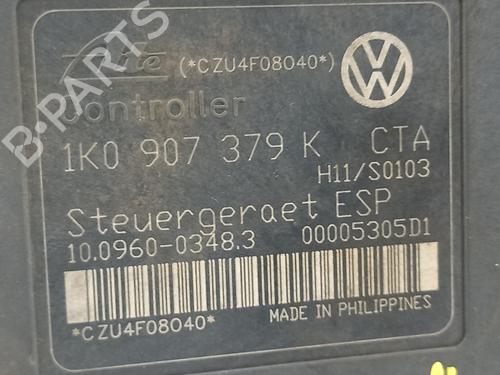 Ate (*CZU4F08040*)
Controller
1K0 907 379 K CTA
H11/S0103
Steuergeraet ESP
10.0960-0348.3 00005305D1
*CZU4F08040* MADE IN PHILIPPINES
B-PARTS